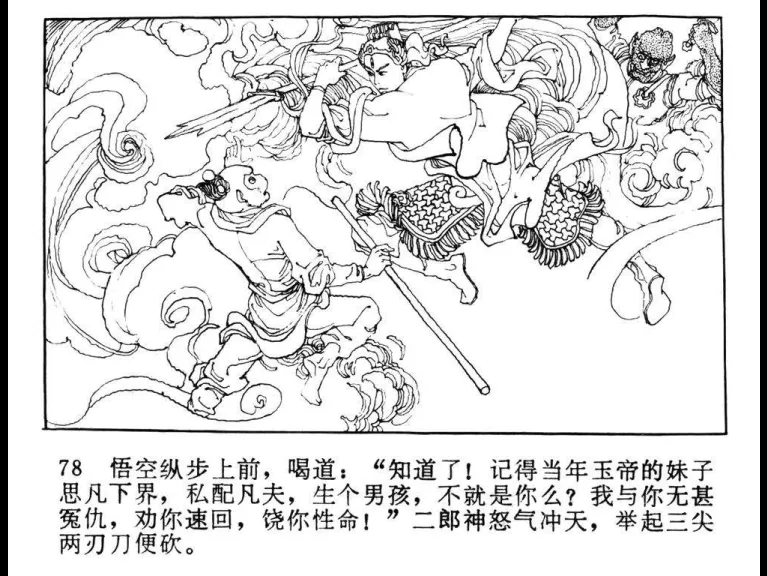 78 悟空纵步上前，喝道：“知道了！记得当年玉帝的妹子
思凡下界，私配凡夫，生个男孩，不就是你么？我与你无甚
冤仇，劝你速回，饶你性命！”二郎神怒气冲天，举起三尖
两刃刀便砍。